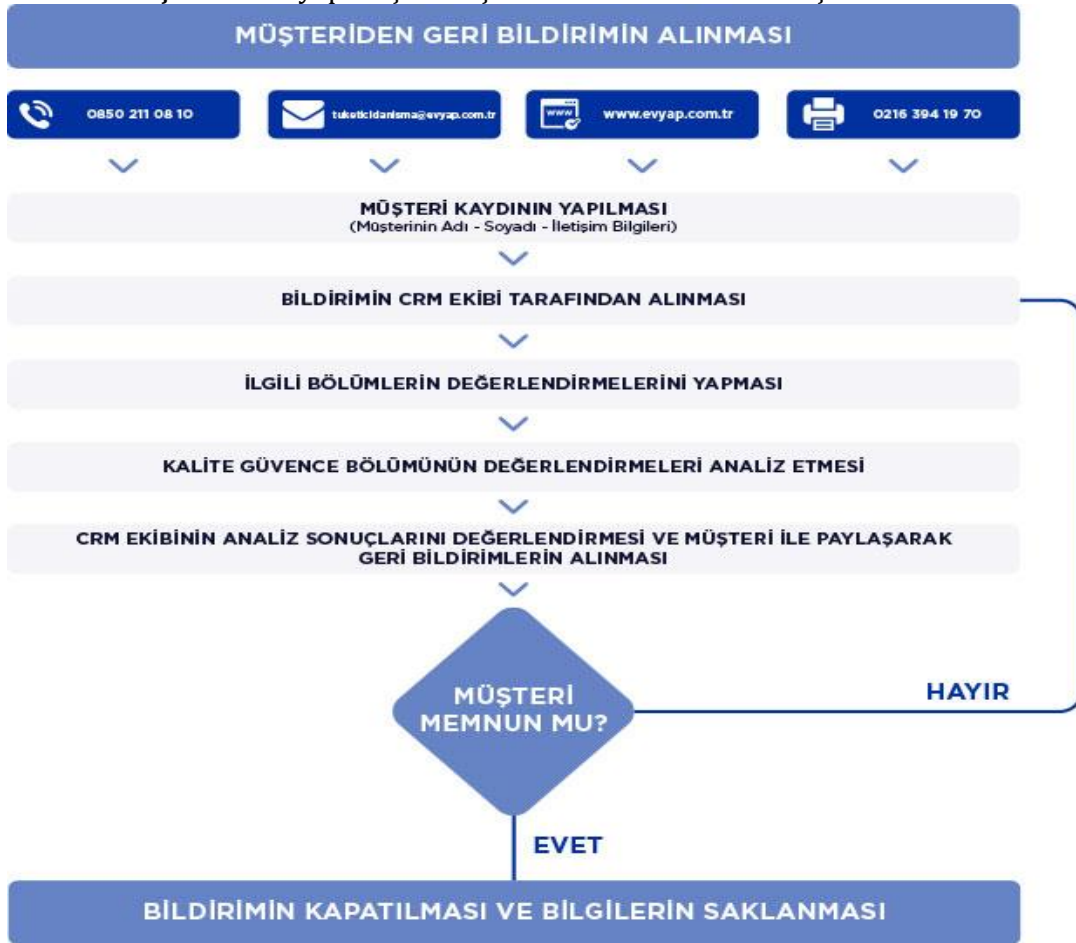 MÜŞTERİDEN GERİ BİLDİRİMİN ALINMASI
0850 211 08 10
tuketicidanisma@evyap.com.tr
www
www.evyap.com.tr
0216 394 19 70
MÜŞTERİ KAYDININ YAPILMASI
(Müşterinin Adı - Soyadı - İletişim Bilgileri)
BİLDİRİMİN CRM EKİBİ TARAFINDAN ALINMASI
İLGİLİ BÖLÜMLERİN DEĞERLENDİRMELERİNİ YAPMASI
KALİTE GÜVENCE BÖLÜMÜNÜN DEĞERLENDİRMELERİ ANALİZ ETMESİ
CRM EKİBİNİN ANALİZ SONUÇLARINI DEĞERLENDİRMESİ VE MÜŞTERİ İLE PAYLAŞARAK
GERİ BİLDİRİMLERİN ALINMASI
MÜŞTERİ
MEMNUN MU?
HAYIR
EVET
BİLDİRİMİN KAPATILMASI VE BİLGİLERİN SAKLANMASI